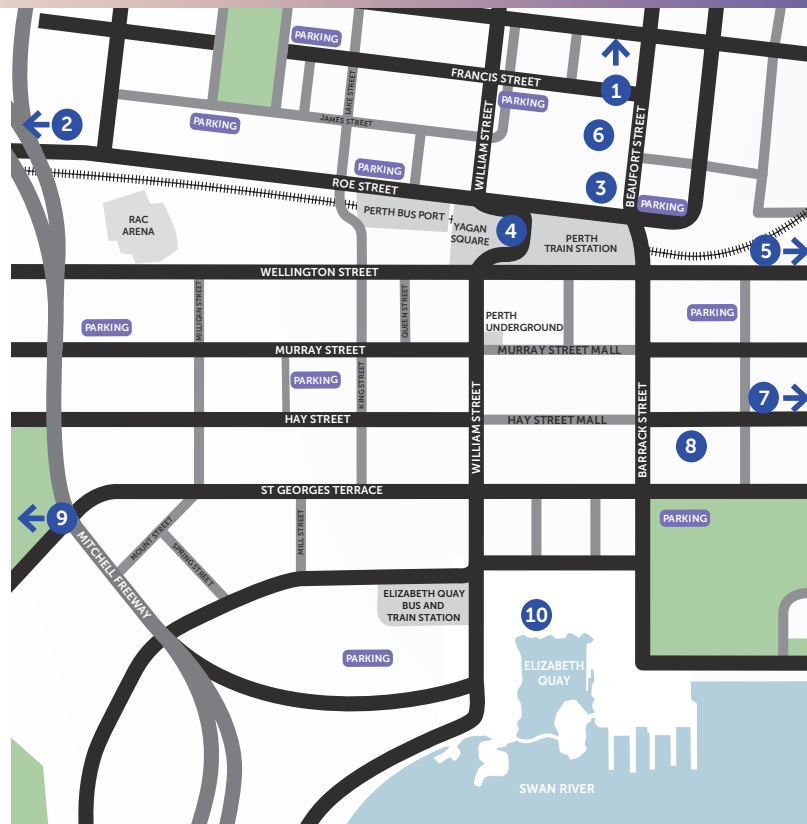 PARKING
FRANCIS STREET
1
LAKE STREET
PARKING
2
PARKING
JAMES STREET
WILLIAM STREET
6
BEAUFORT STREET
PARKING
ROE STREET
3
PARKING
RAC
ARENA
PERTH BUS PORT
YAGAN
SQUARE
4
PERTH
TRAIN STATION
5
WELLINGTON STREET
MILLIGAN STREET
QUEEN STREET
PARKING
PERTH
UNDERGROUND
PARKING
MURRAY STREET
MURRAY STREET MALL
PARKING
KING STREET
WILLIAM STREET
BARRACK STREET
7
HAY STREET
HAY STREET MALL
8
ST GEORGES TERRACE
9
MITCHELL FREEWAY
MOUNT STREET
SPRING STREET
MILL STREET
PARKING
ELIZABETH QUAY
BUS AND
TRAIN STATION
10
PARKING
ELIZABETH
QUAY
SWAN RIVER